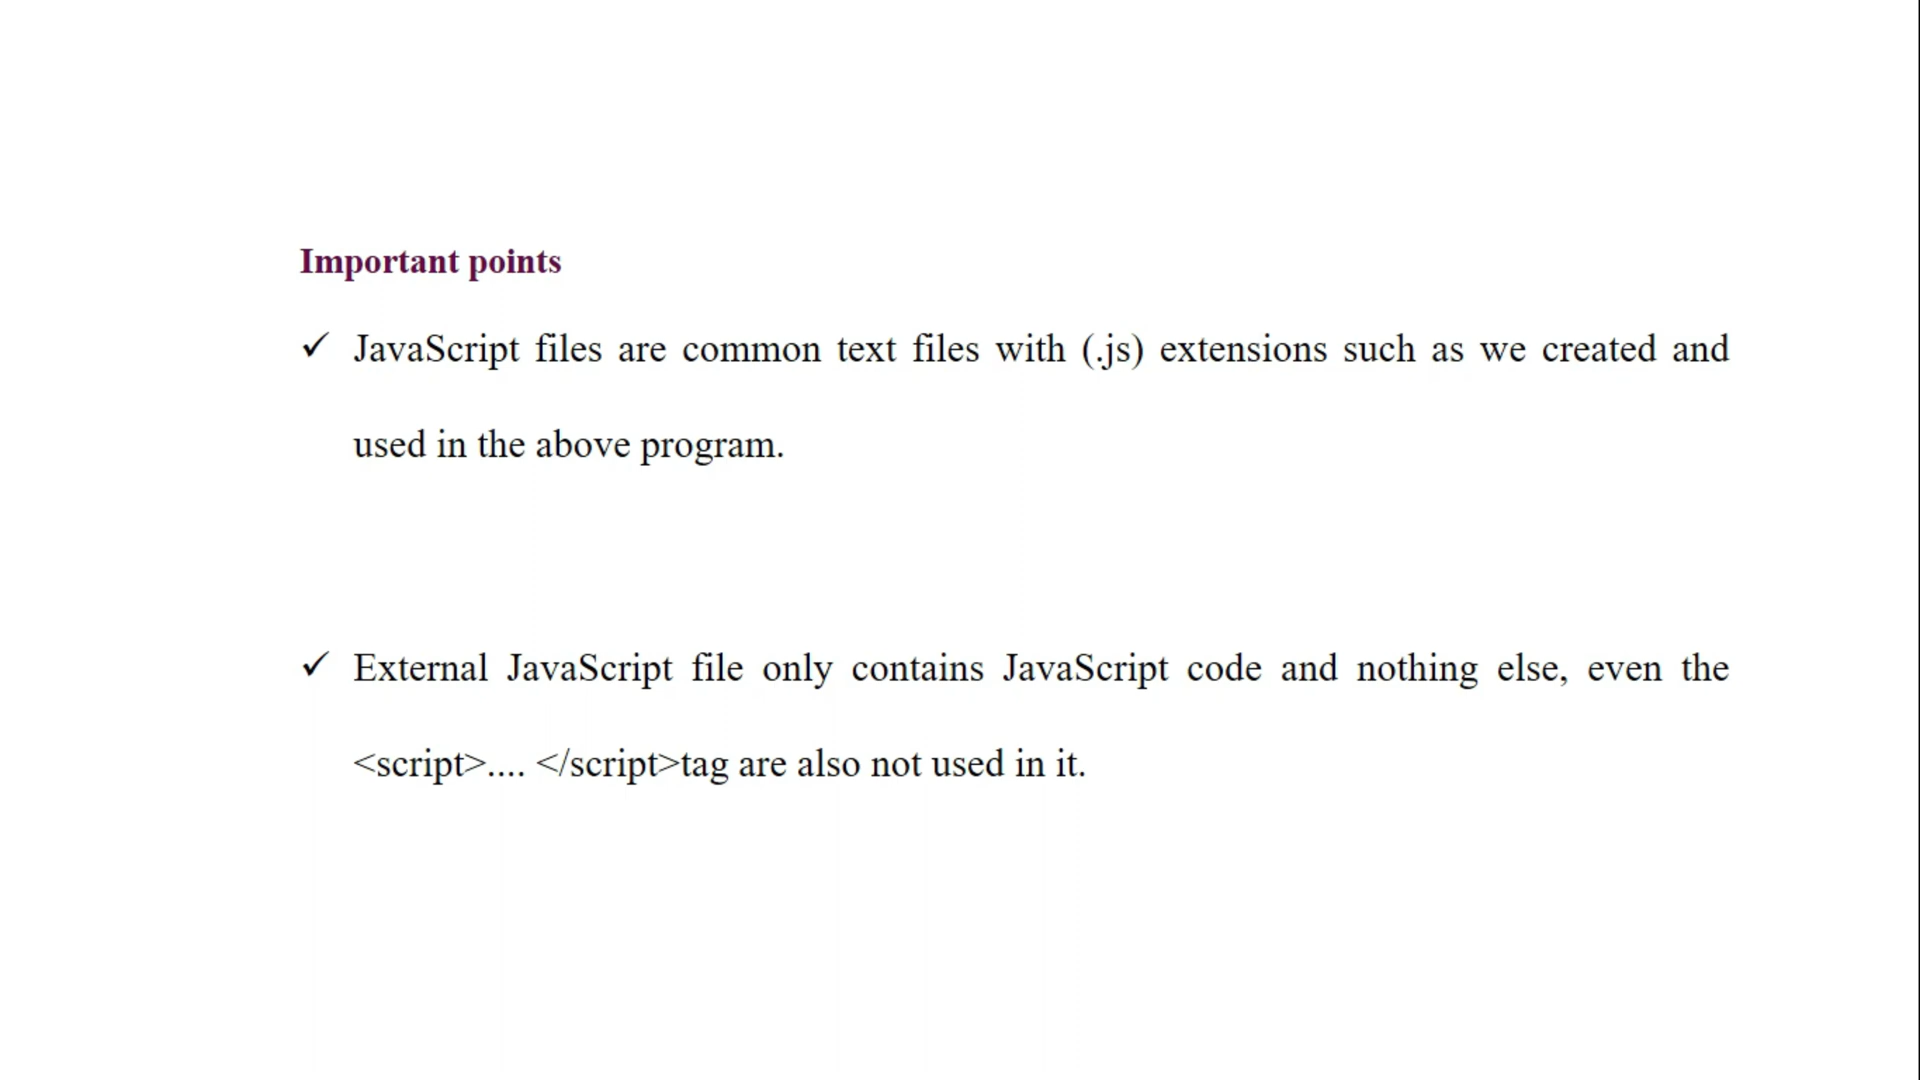 Important points
✓ JavaScript files are common text files with (.js) extensions such as we created and
used in the above program.
✓ External JavaScript file only contains JavaScript code and nothing else, even the
<script>.... </script>tag are also not used in it.